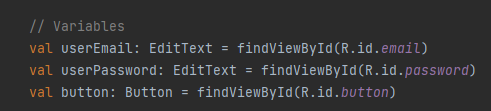 // Variables
val userEmail: EditText = findViewById(R.id.email)
val userPassword: EditText = findViewById(R.id.password)
val button: Button = findViewById(R.id.button)